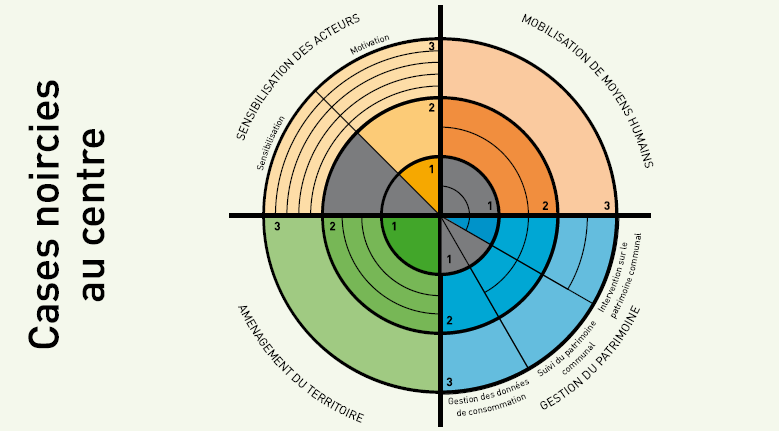 Cases noircies
au centre
SENSIBILISATION DES ACTEURS
Motivation
Sensibilisation
MOBILISATION DE MOYENS HUMAINS
3
2
1
1
2
3
3
2
1
1
2
3
Intervention sur le
patrimoine communal
Suivi du patrimoine
communal
Gestion des données
de consommation
GESTION DU PATRIMOINE
AMENAGEMENT DU TERRITOIRE